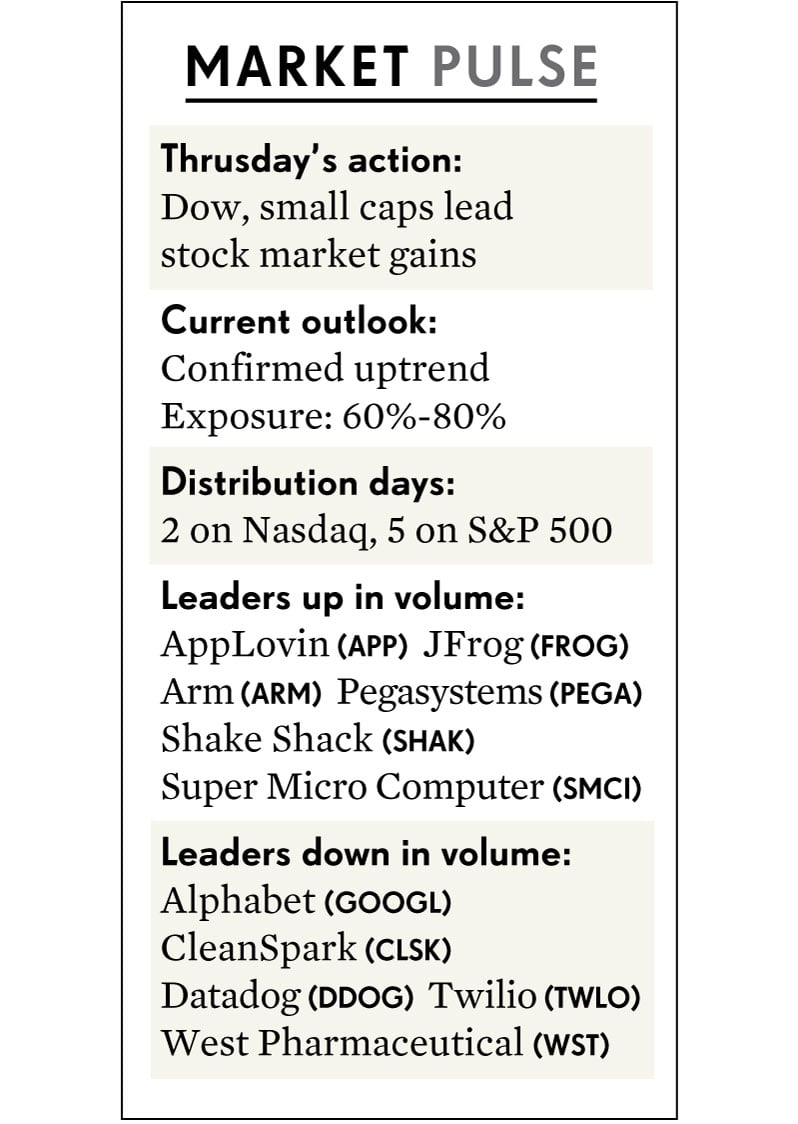 MARKET PULSE
Thrusday's action:
Dow, small caps lead
stock market gains
Current outlook:
Confirmed uptrend
Exposure: 60%-80%
Distribution days:
2 on Nasdaq, 5 on S&P 500
Leaders up in volume:
AppLovin (APP) JFrog (FROG)
Arm (ARM) Pegasystems (PEGA)
Shake Shack (SHAK)
Super Micro Computer (SMCI)
Leaders down in volume:
Alphabet (GOOGL)
CleanSpark (CLSK)
Datadog (DDOG) Twilio (TWLO)
West Pharmaceutical (WST)